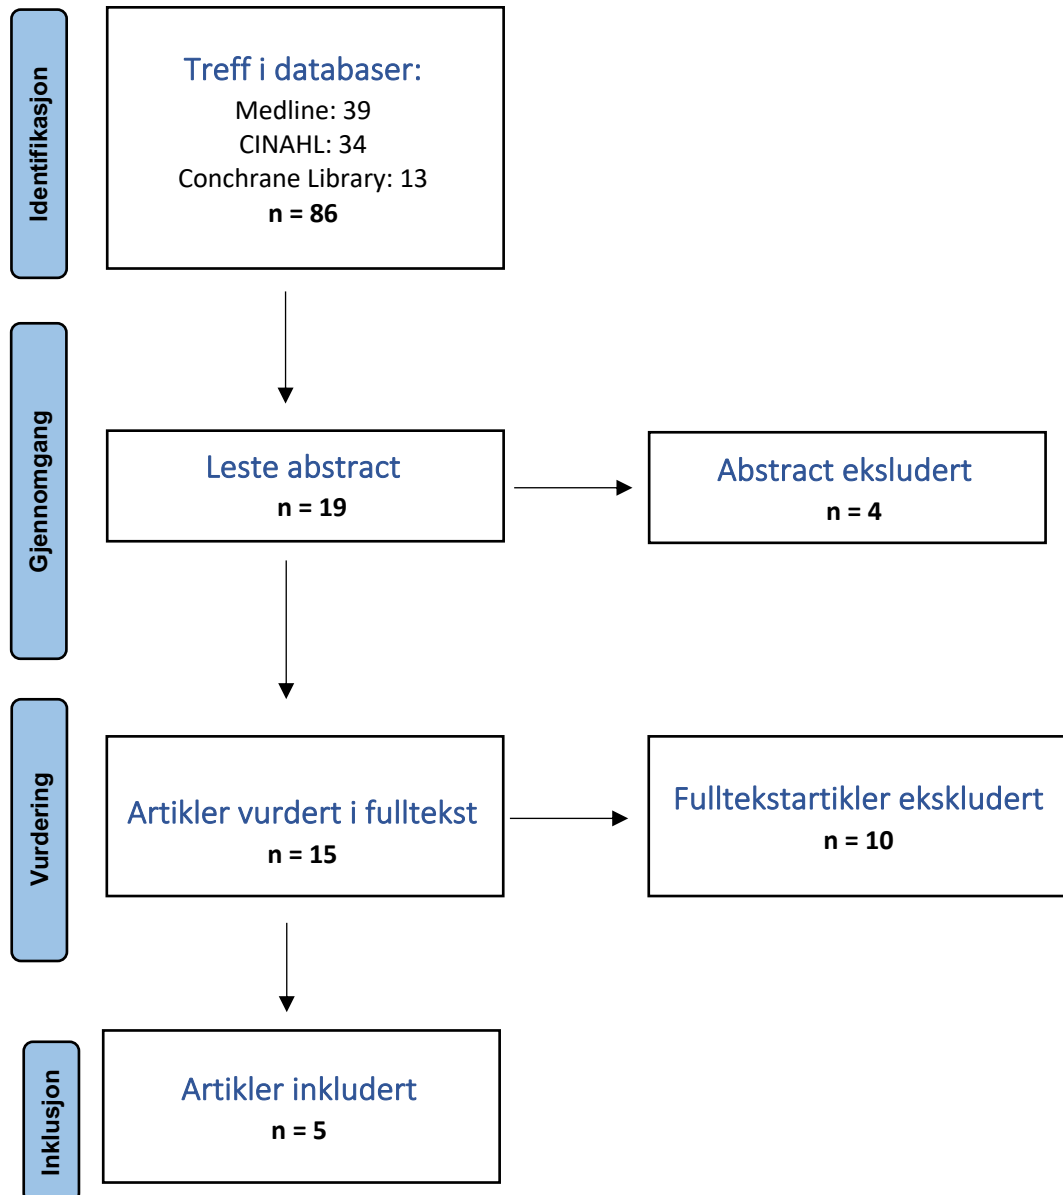 Identifikasjon
Treff i databaser:
Medline: 39
CINAHL: 34
Conchrane Library: 13
n = 86
Gjennomgang
Leste abstract
n = 19
Abstract eksludert
n = 4
Vurdering
Artikler vurdert i fulltekst
n = 15
Fulltekstartikler ekskludert
n = 10
Inklusjon
Artikler inkludert
n = 5